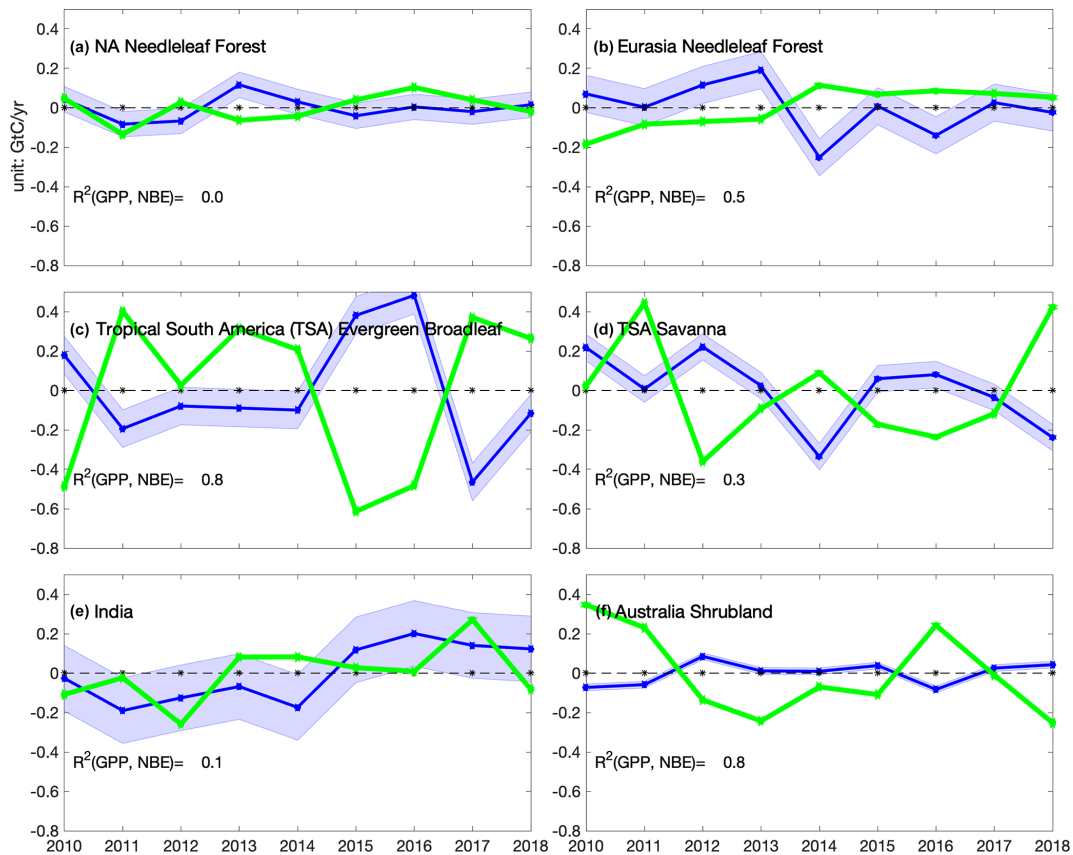 0.4
(a) NA Needleleaf Forest
0.2
0
-0.2
-0.4
R²(GPP, NBE)= 0.0
-0.6
-0.8
unit: GtC/yr
0.4
(b) Eurasia Needleleaf Forest
0.2
0
-0.2
-0.4
R²(GPP, NBE)= 0.5
-0.6
-0.8
0.4
(c) Tropical South America (TSA) Evergreen Broadleaf
0.2
0
-0.2
-0.4
R²(GPP, NBE)= 0.8
-0.6
-0.8
0.4
(d) TSA Savanna
0.2
0
-0.2
-0.4
R²(GPP, NBE)= 0.3
-0.6
-0.8
0.4
(e) India
0.2
0
-0.2
-0.4
R²(GPP, NBE)= 0.1
-0.6
-0.8
2010 2011 2012 2013 2014 2015 2016 2017 2018
0.4
(f) Australia Shrubland
0.2
0
-0.2
-0.4
R²(GPP, NBE)= 0.8
-0.6
-0.8
2010 2011 2012 2013 2014 2015 2016 2017 2018